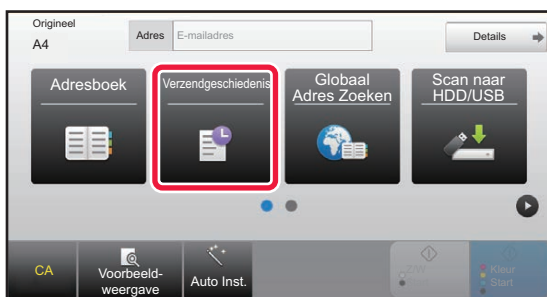 Origineel
A4
Adres E-mailadres
Details
Adresboek
Verzendgeschiedenis
Globaal
Adres Zoeken
Scan naar
HDD/USB
CA
Voorbeeld-
weergave
Auto Inst.
Z/W
Start
Kleur
Start